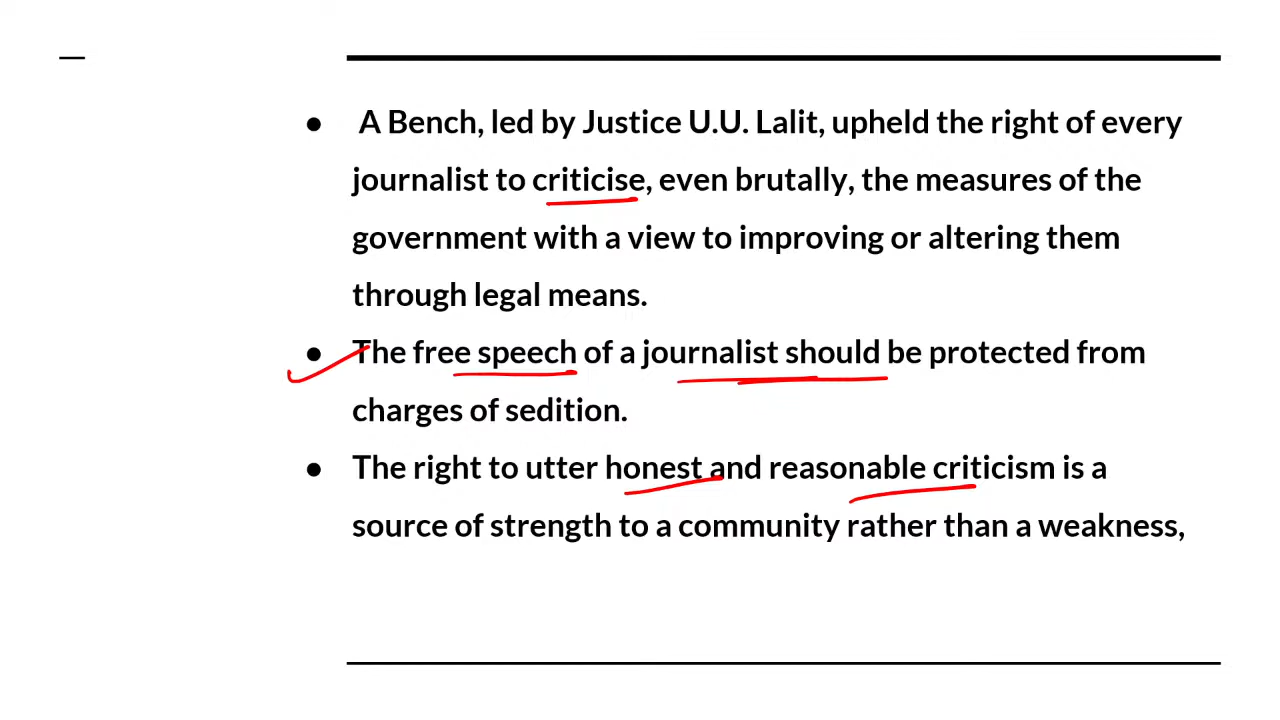 ● A Bench, led by Justice U.U. Lalit, upheld the right of every
journalist to criticise, even brutally, the measures of the
government with a view to improving or altering them
through legal means.
● The free speech of a journalist should be protected from
charges of sedition.
● The right to utter honest and reasonable criticism is a
source of strength to a community rather than a weakness,